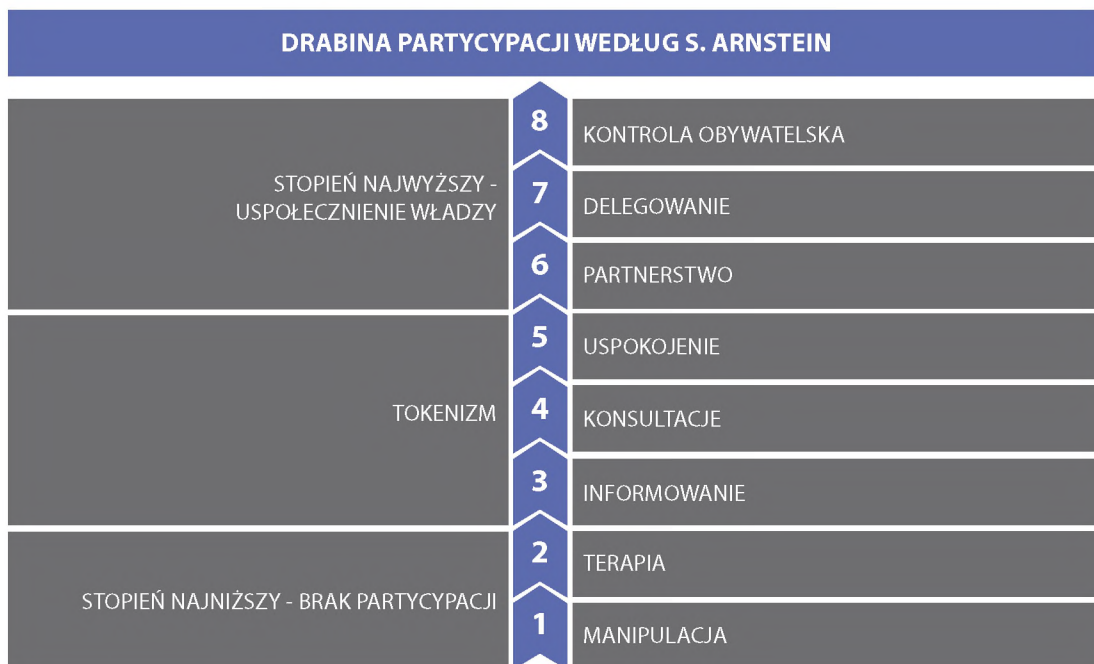 DRABINA PARTYCYPACJI WEDŁUG S. ARNSTEIN
STOPIEŃ NAJWYŻSZY -
USPOŁECZNIENIE WŁADZY
8
KONTROLA OBYWATELSKA
7
DELEGOWANIE
6
PARTNERSTWO
TOKENIZM
5
USPOKOJENIE
4
KONSULTACJE
3
INFORMOWANIE
STOPIEŃ NAJNIŻSZY - BRAK PARTYCYPACJI
2
TERAPIA
1
MANIPULACJA